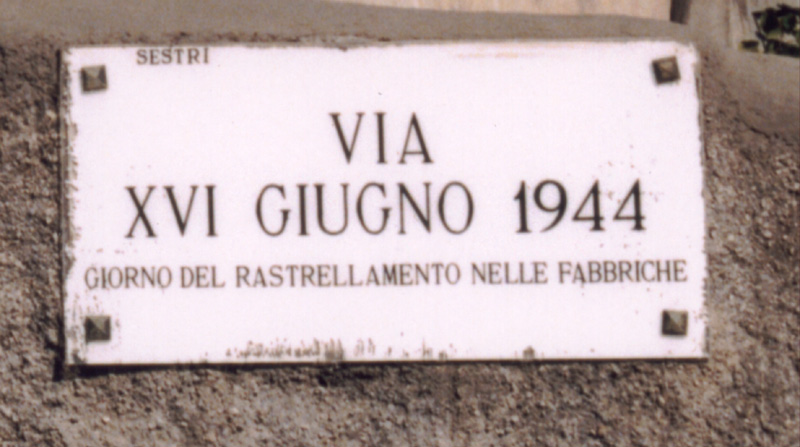 SESTRI
VIA
XVI GIUGNO 1944
GIORNO DEL RASTRELLAMENTO NELLE FABBRICHE